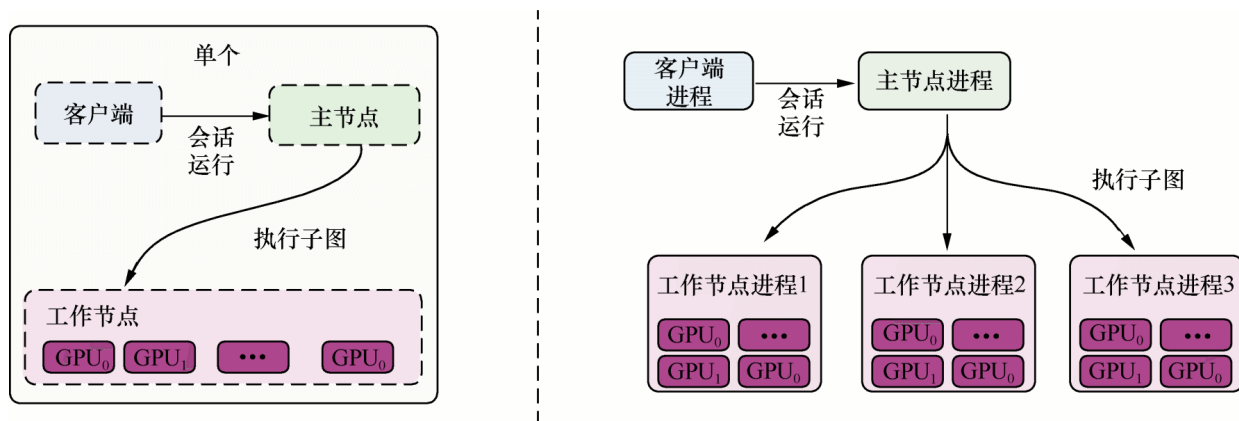 单个
客户端
主节点
会话
运行
执行子图
工作节点
GPU₀ GPU₁ ••• GPU₀
客户端
进程
主节点进程
会话
运行
执行子图
工作节点进程1
GPU₀ •••
GPU₁ GPU₀
工作节点进程2
GPU₀ •••
GPU₁ GPU₀
工作节点进程3
GPU₀ •••
GPU₁ GPU₀